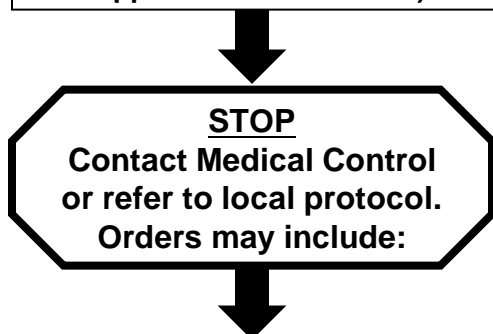 STOP
Contact Medical Control
or refer to local protocol.
Orders may include: